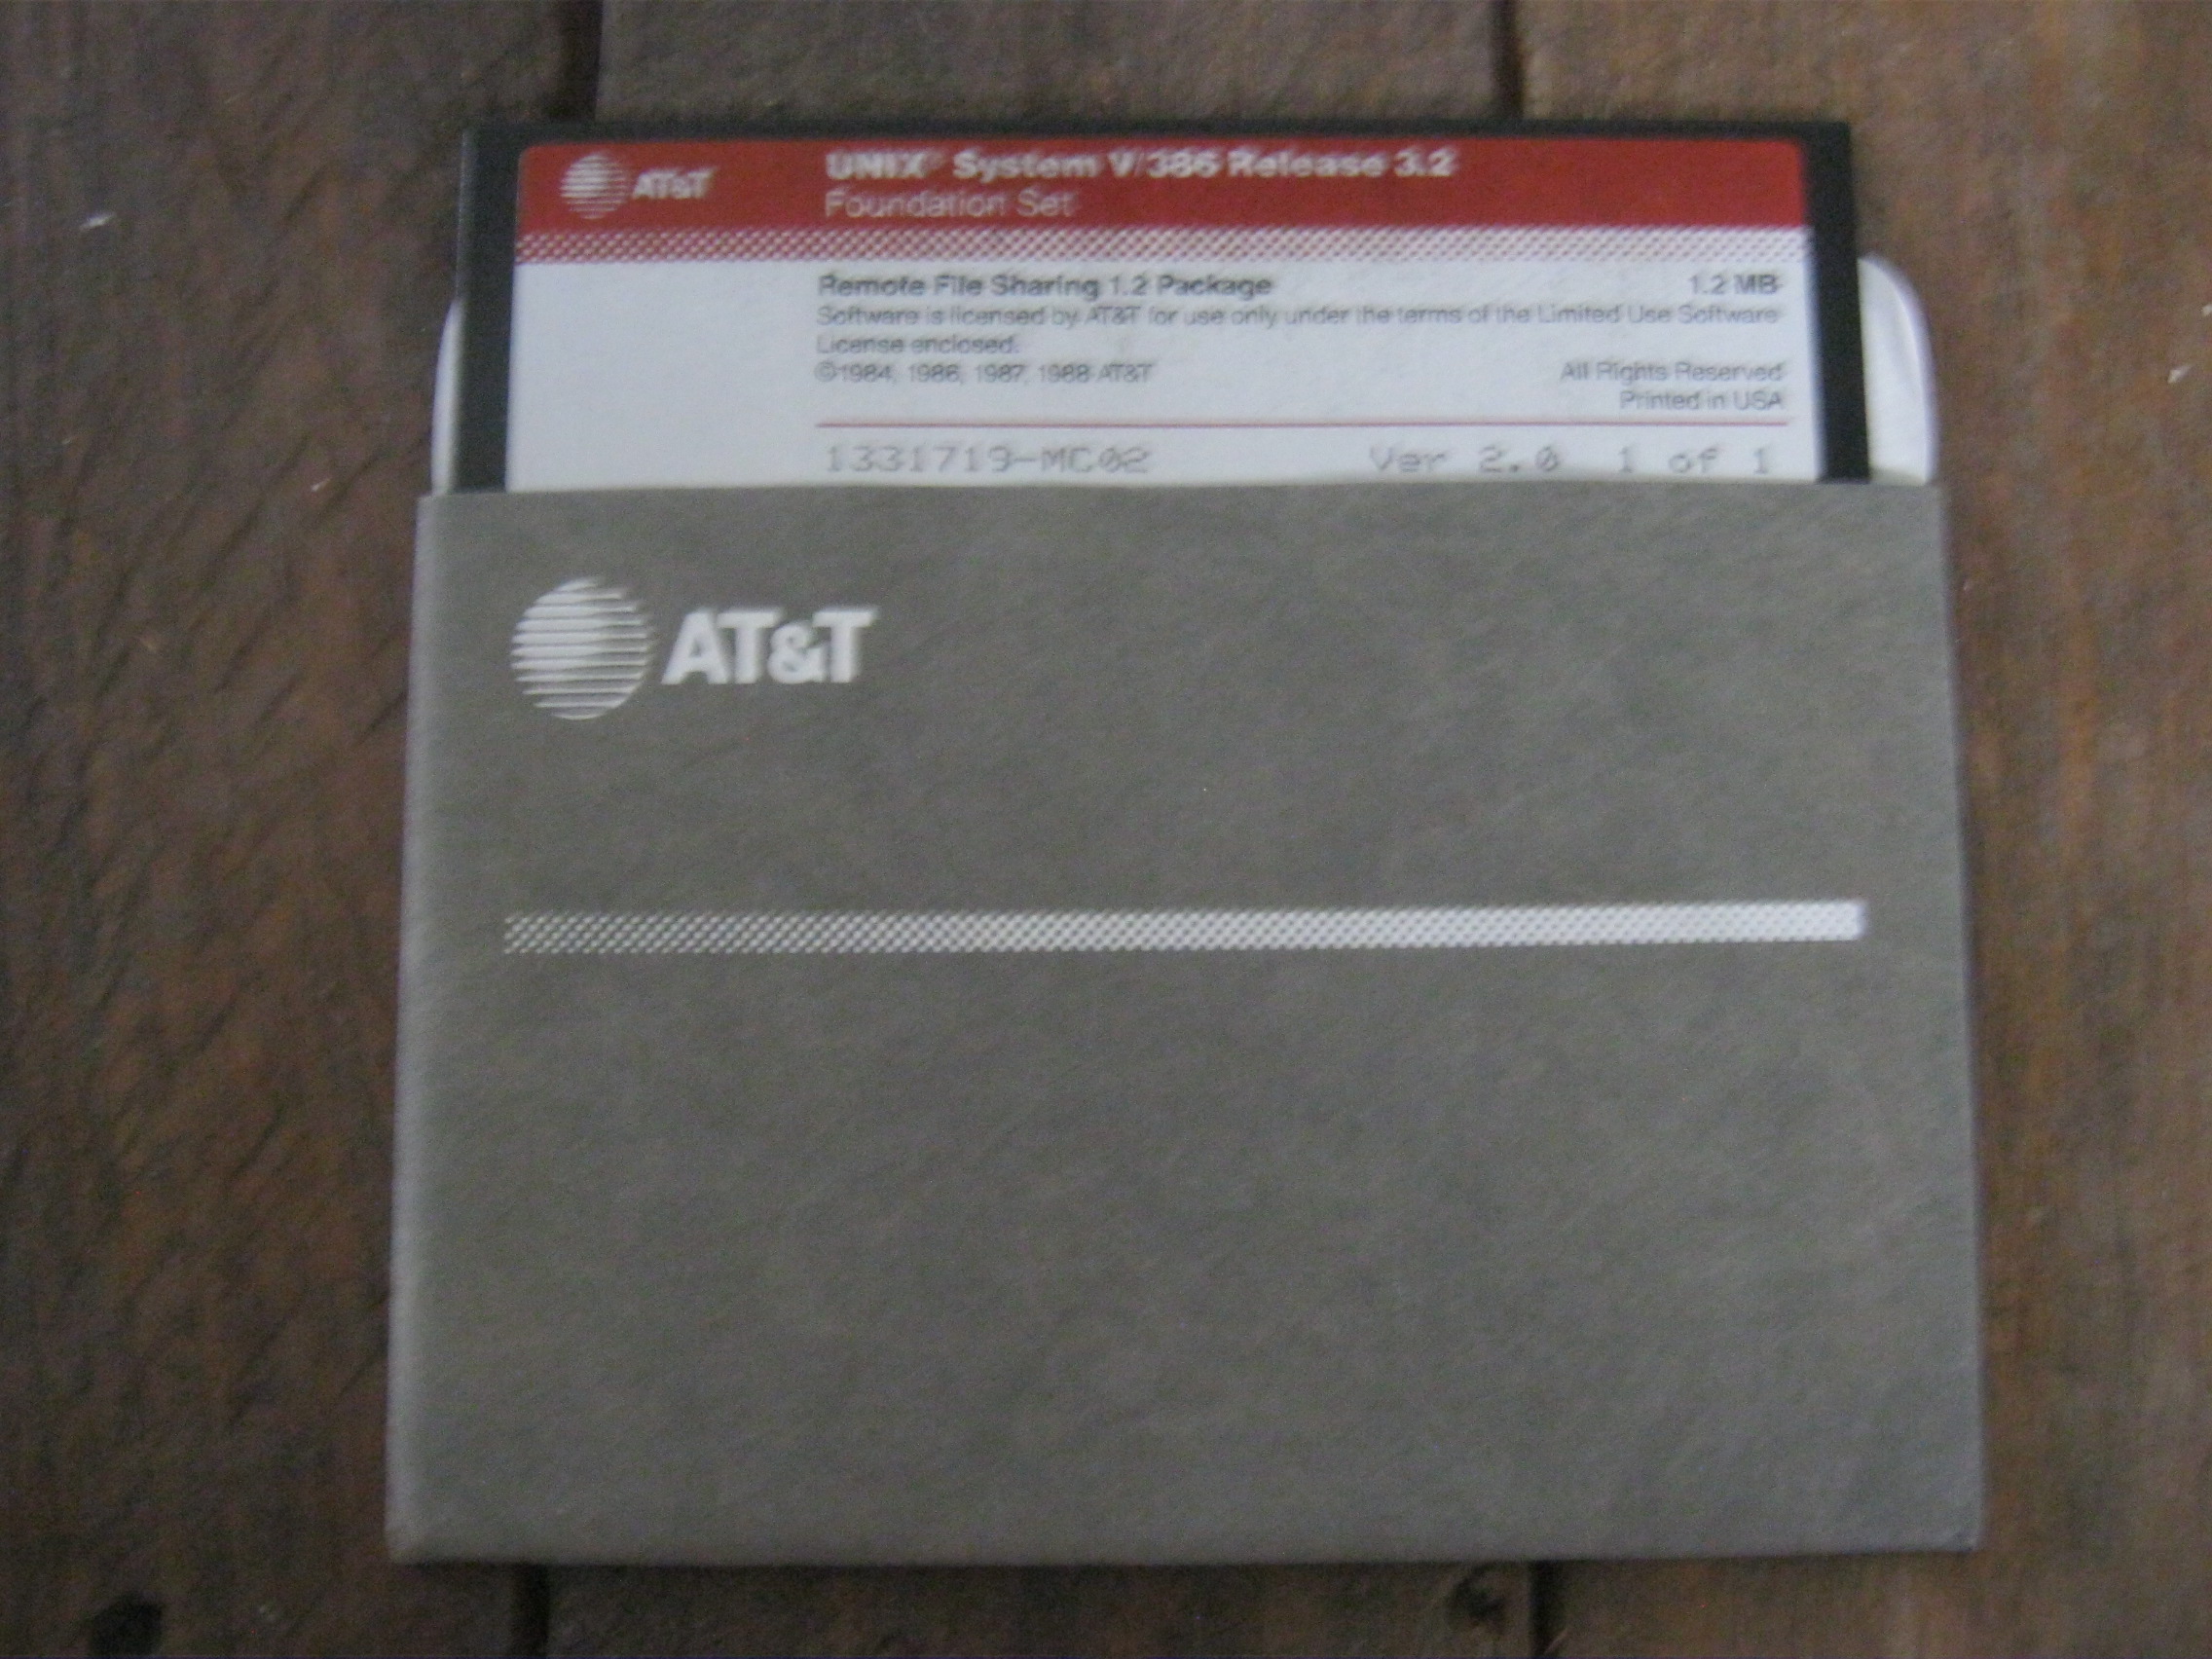 AT&T
UNIX® System V/386 Release 3.2
Foundation Set
Remote File Sharing 1.2 Package 1.2 MB
Software is licensed by AT&T for use only under the terms of the Limited Use Software
License enclosed.
©1984, 1986, 1987, 1988 AT&T All Rights Reserved
Printed in USA
1331719-MC02 Ver 2.0 1 of 1
AT&T